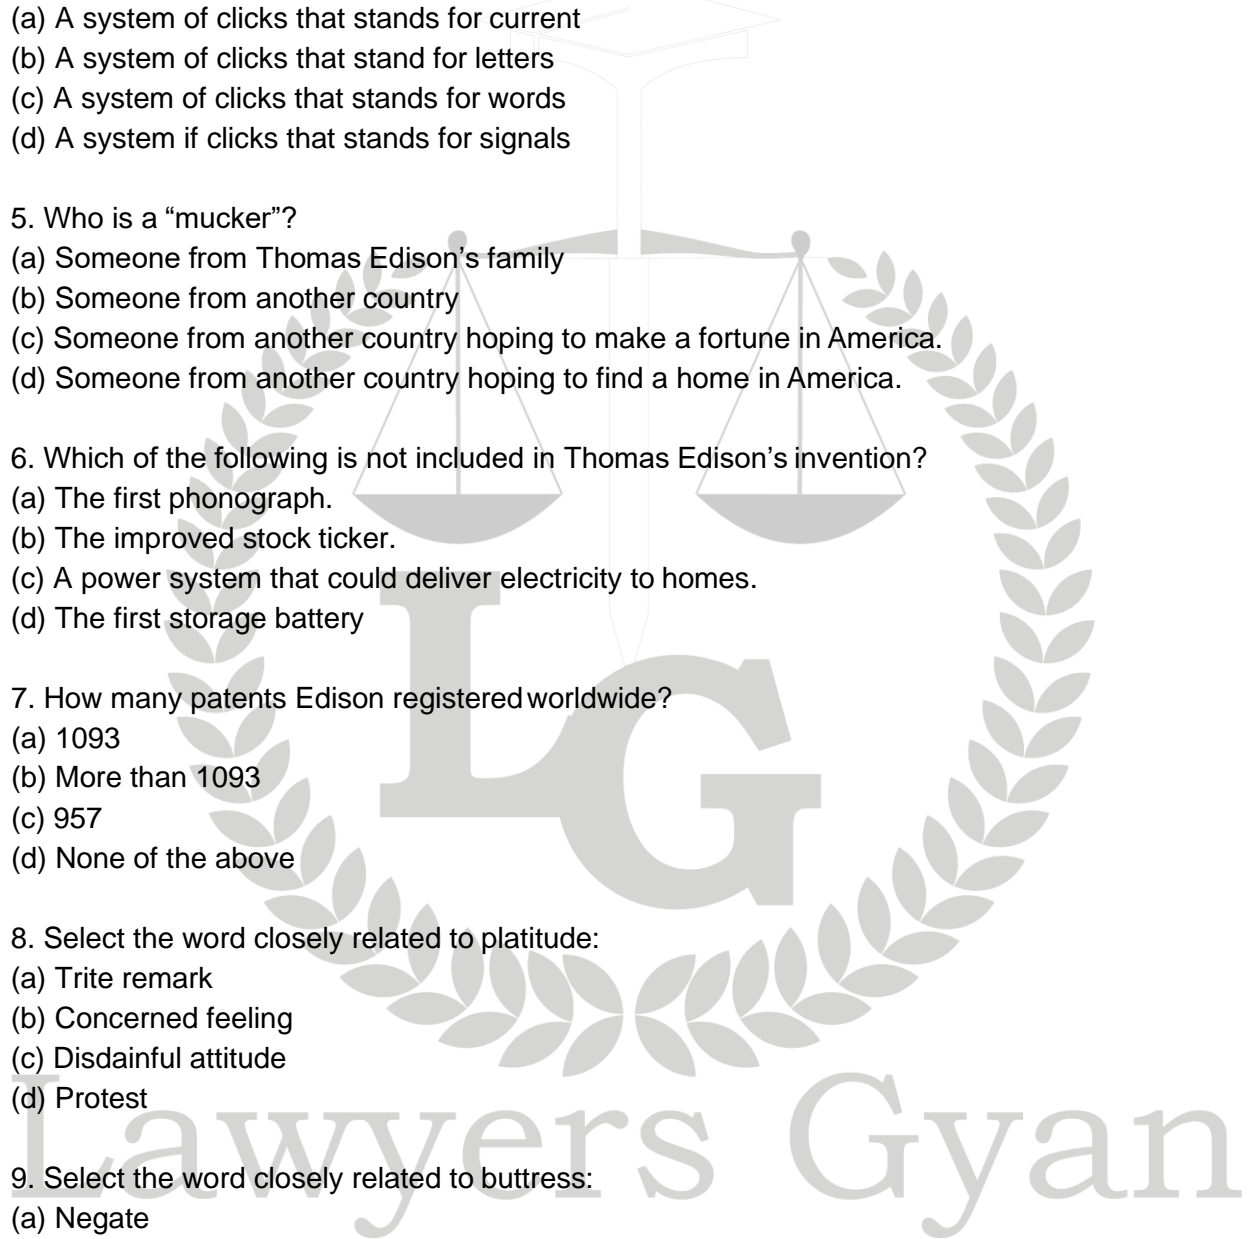 (a) A system of clicks that stands for current
(b) A system of clicks that stand for letters
(c) A system of clicks that stands for words
(d) A system if clicks that stands for signals
5. Who is a “mucker”?
(a) Someone from Thomas Edison’s family
(b) Someone from another country
(c) Someone from another country hoping to make a fortune in America.
(d) Someone from another country hoping to find a home in America.
6. Which of the following is not included in Thomas Edison’s invention?
(a) The first phonograph.
(b) The improved stock ticker.
(c) A power system that could deliver electricity to homes.
(d) The first storage battery
7. How many patents Edison registered worldwide?
(a) 1093
(b) More than 1093
(c) 957
(d) None of the above
8. Select the word closely related to platitude:
(a) Trite remark
(b) Concerned feeling
(c) Disdainful attitude
(d) Protest
9. Select the word closely related to buttress:
(a) Negate
LG
Lawyers Gyan